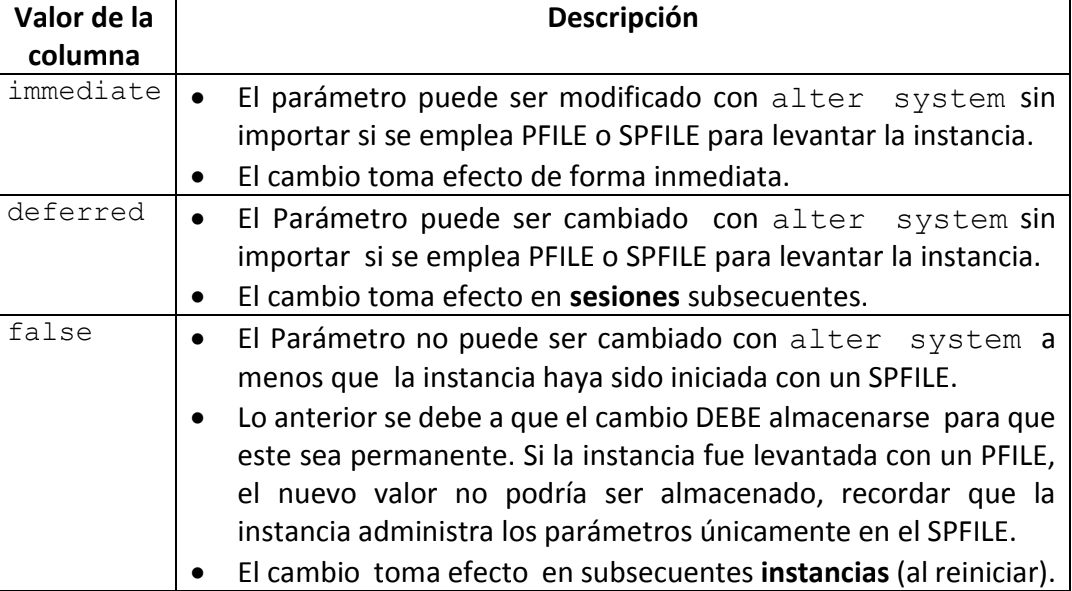 Valor de la columna
Descripción
immediate
• El parámetro puede ser modificado con alter system sin
importar si se emplea PFILE o SPFILE para levantar la instancia.
• El cambio toma efecto de forma inmediata.
deferred
• El Parámetro puede ser cambiado con alter system sin
importar si se emplea PFILE o SPFILE para levantar la instancia.
• El cambio toma efecto en sesiones subsecuentes.
false
• El Parámetro no puede ser cambiado con alter system a
menos que la instancia haya sido iniciada con un SPFILE.
• Lo anterior se debe a que el cambio DEBE almacenarse para que
este sea permanente. Si la instancia fue levantada con un PFILE,
el nuevo valor no podría ser almacenado, recordar que la
instancia administra los parámetros únicamente en el SPFILE.
• El cambio toma efecto en subsecuentes instancias (al reiniciar).